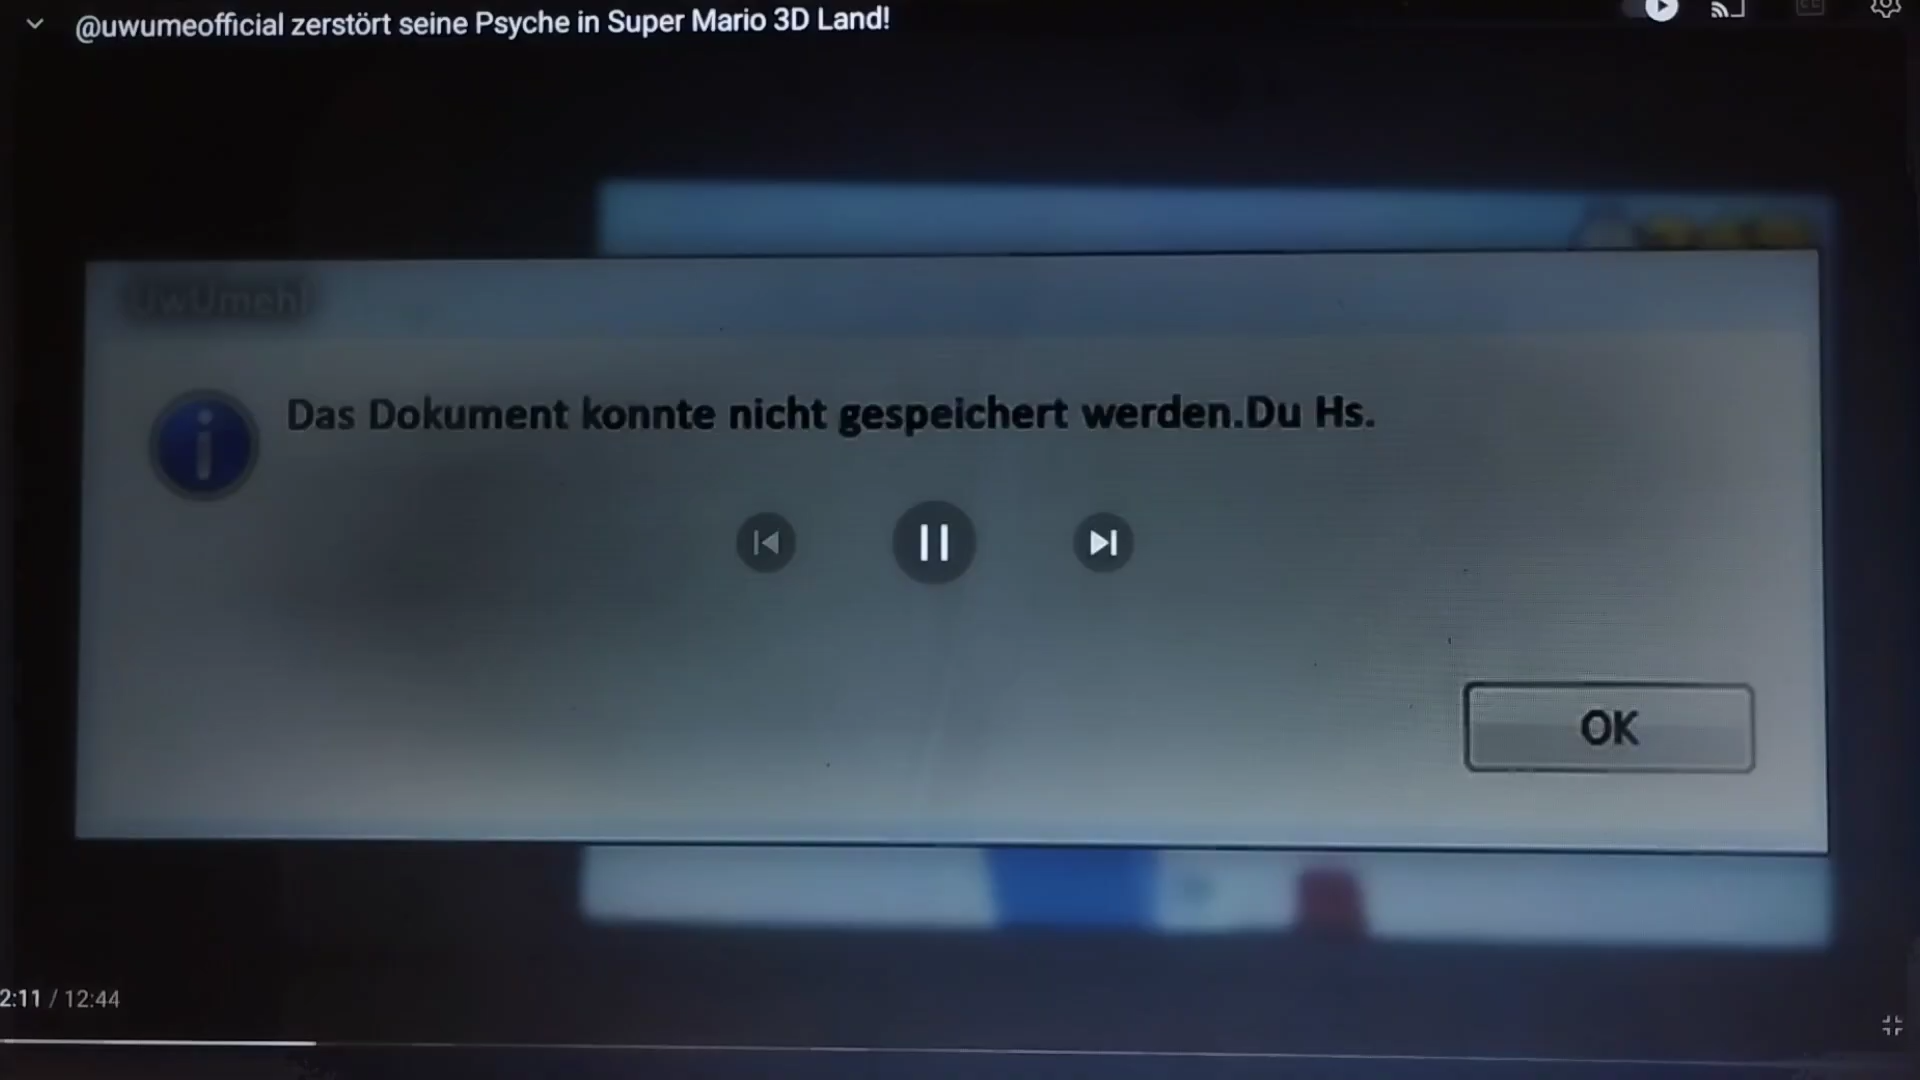 @uwumeofficial zerstört seine Psyche in Super Mario 3D Land!
UwUmehl
Das Dokument konnte nicht gespeichert werden.Du Hs.
OK
2:11 / 12:44